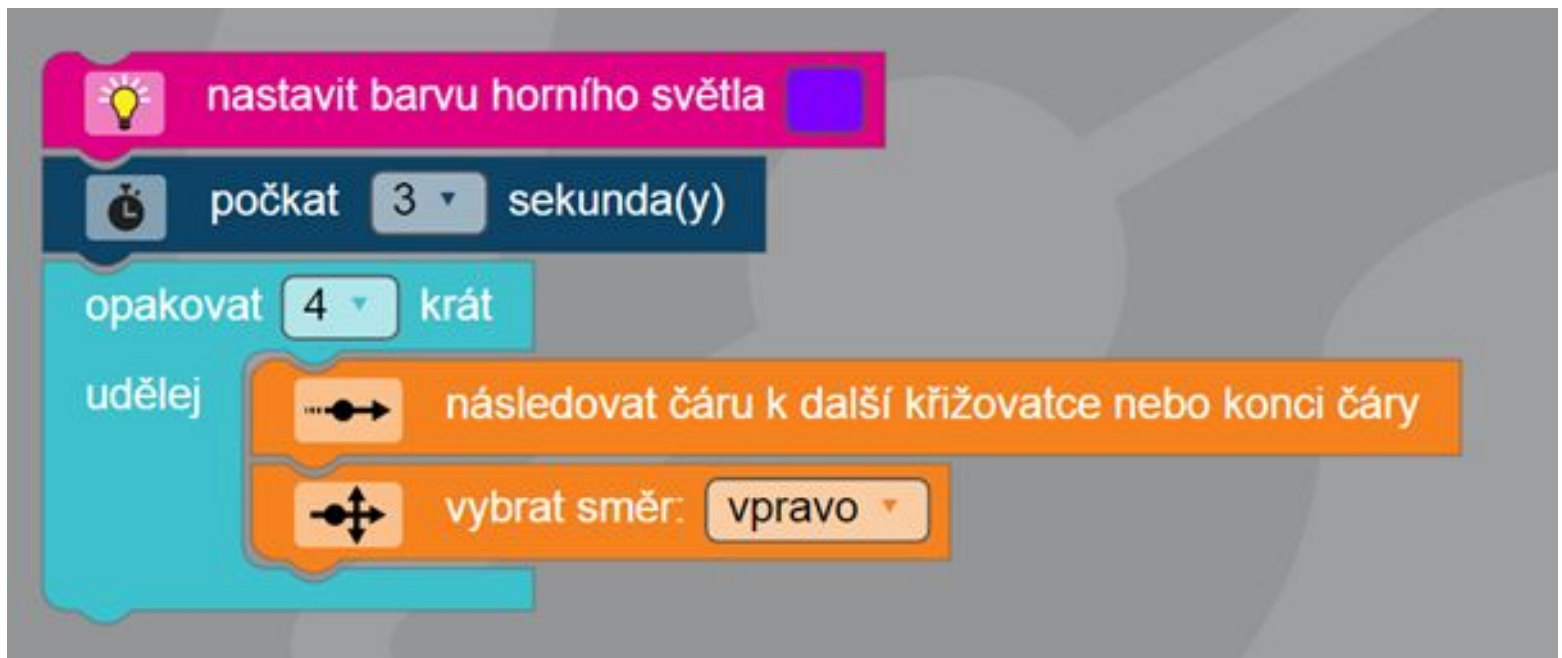 nastavit barvu horního světla
počkat 3 sekunda(y)
opakovat 4 krát
udělej následovat čáru k další křižovatce nebo konci čáry
vybrat směr: vpravo